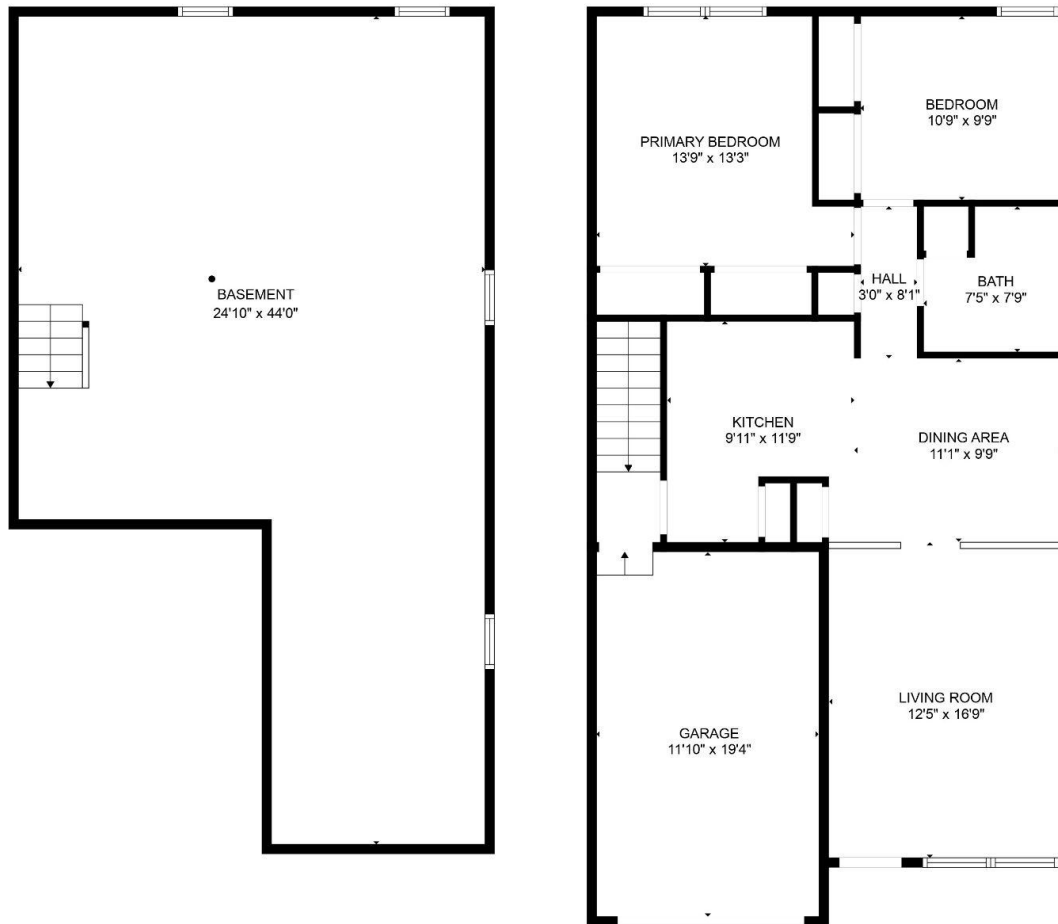 BASEMENT
24'10" x 44'0"
PRIMARY BEDROOM
13'9" x 13'3"
BEDROOM
10'9" x 9'9"
HALL
3'0" x 8'1"
BATH
7'5" x 7'9"
KITCHEN
9'11" x 11'9"
DINING AREA
11'1" x 9'9"
LIVING ROOM
12'5" x 16'9"
GARAGE
11'10" x 19'4"